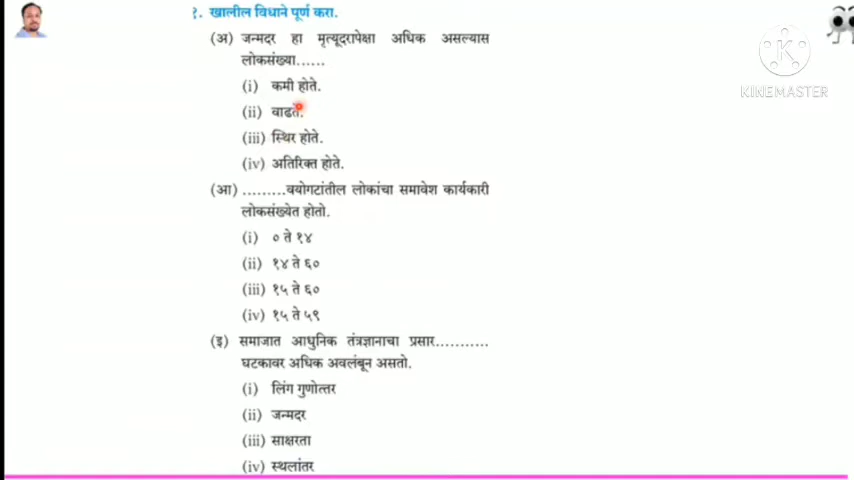 १. खालील विधाने पूर्ण करा.
(अ) जन्मदर हा मृत्यूदरापेक्षा अधिक असल्यास
लोकसंख्या......
(i) कमी होते.
(ii) वाढते.
(iii) स्थिर होते.
(iv) अतिरिक्त होते.
(आ) .........वयोगटांतील लोकांचा समावेश कार्यकारी
लोकसंख्येत होतो.
(i) ० ते १४
(ii) १४ ते ६०
(iii) १५ ते ६०
(iv) १५ ते ५९
(इ) समाजात आधुनिक तंत्रज्ञानाचा प्रसार...........
घटकावर अधिक अवलंबून असतो.
(i) लिंग गुणोत्तर
(ii) जन्मदर
(iii) साक्षरता
(iv) स्थलांतर
K
KINEMASTER